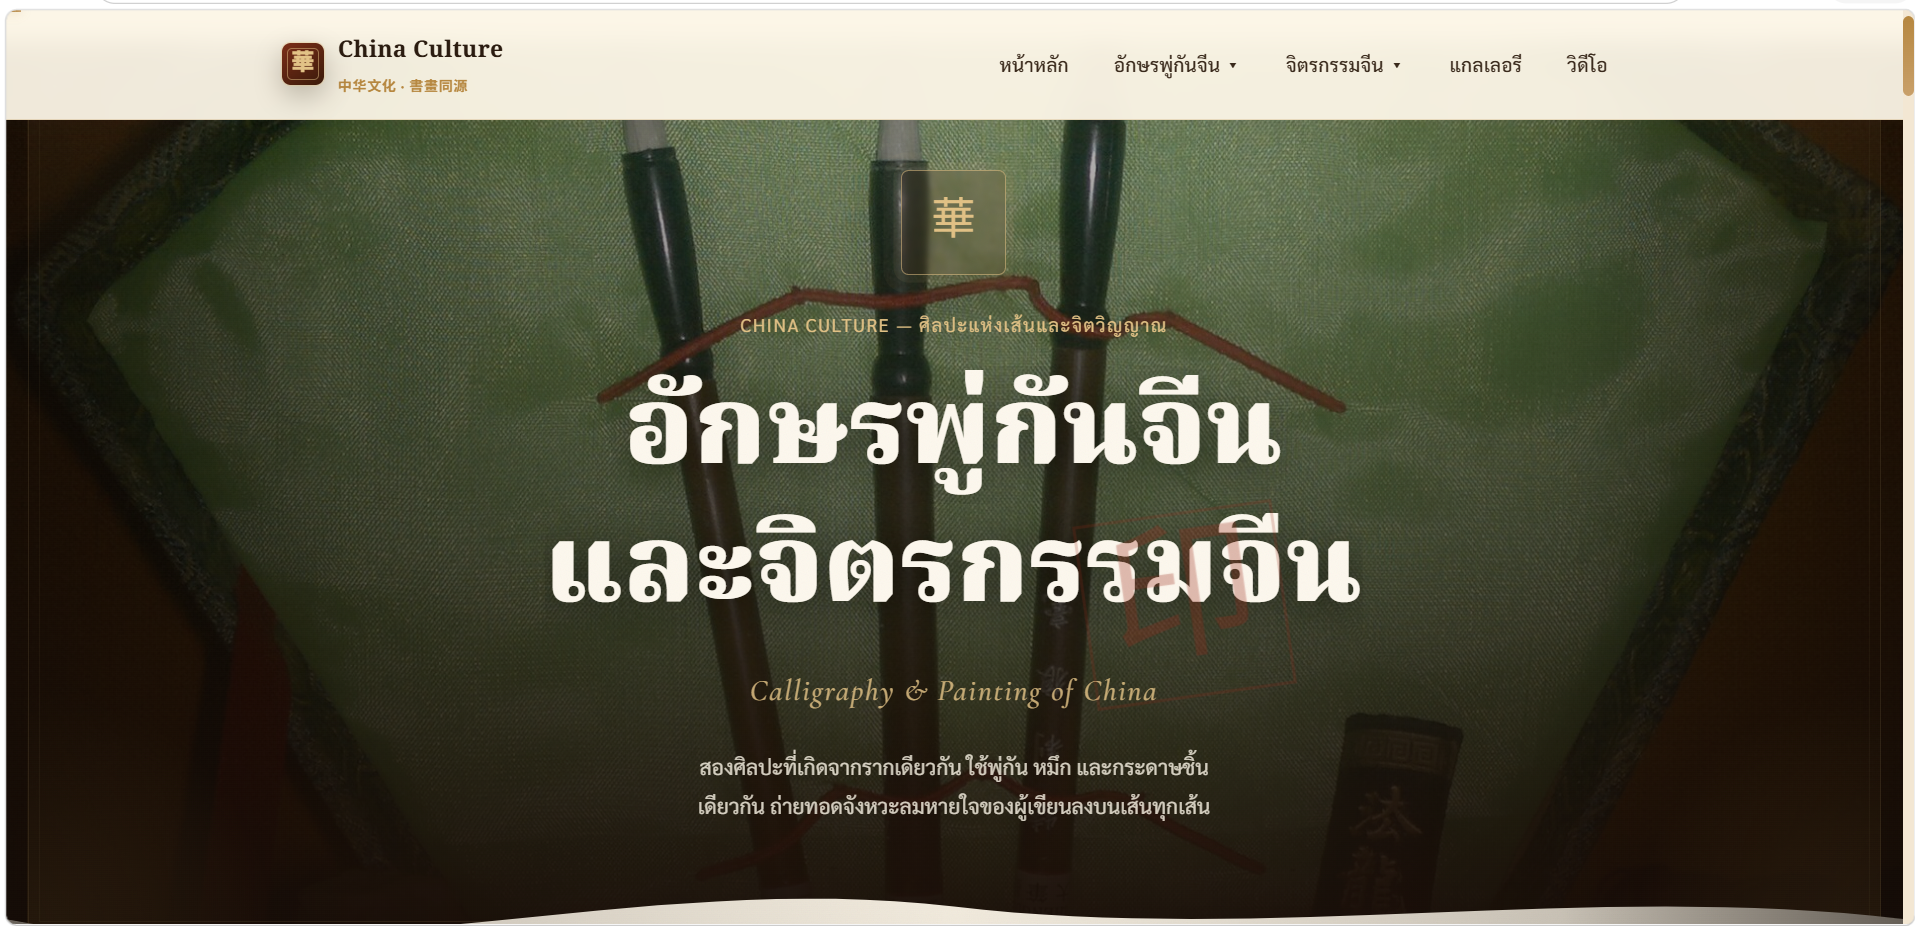 華
China Culture
中华文化 · 書畫同源
หน้าหลัก
อักษรพู่กันจีน
จิตรกรรมจีน
แกลเลอรี
วิดีโอ
華
CHINA CULTURE — ศิลปะแห่งเส้นและจิตวิญญาณ
อักษรพู่กันจีน
และจิตรกรรมจีน
印
Calligraphy & Painting of China
สองศิลปะที่เกิดจากรากเดียวกัน ใช้พู่กัน หมึก และกระดาษชิ้น
เดียวกัน ถ่ายทอดจังหวะลมหายใจของผู้เขียนลงบนเส้นทุกเส้น
法
龍